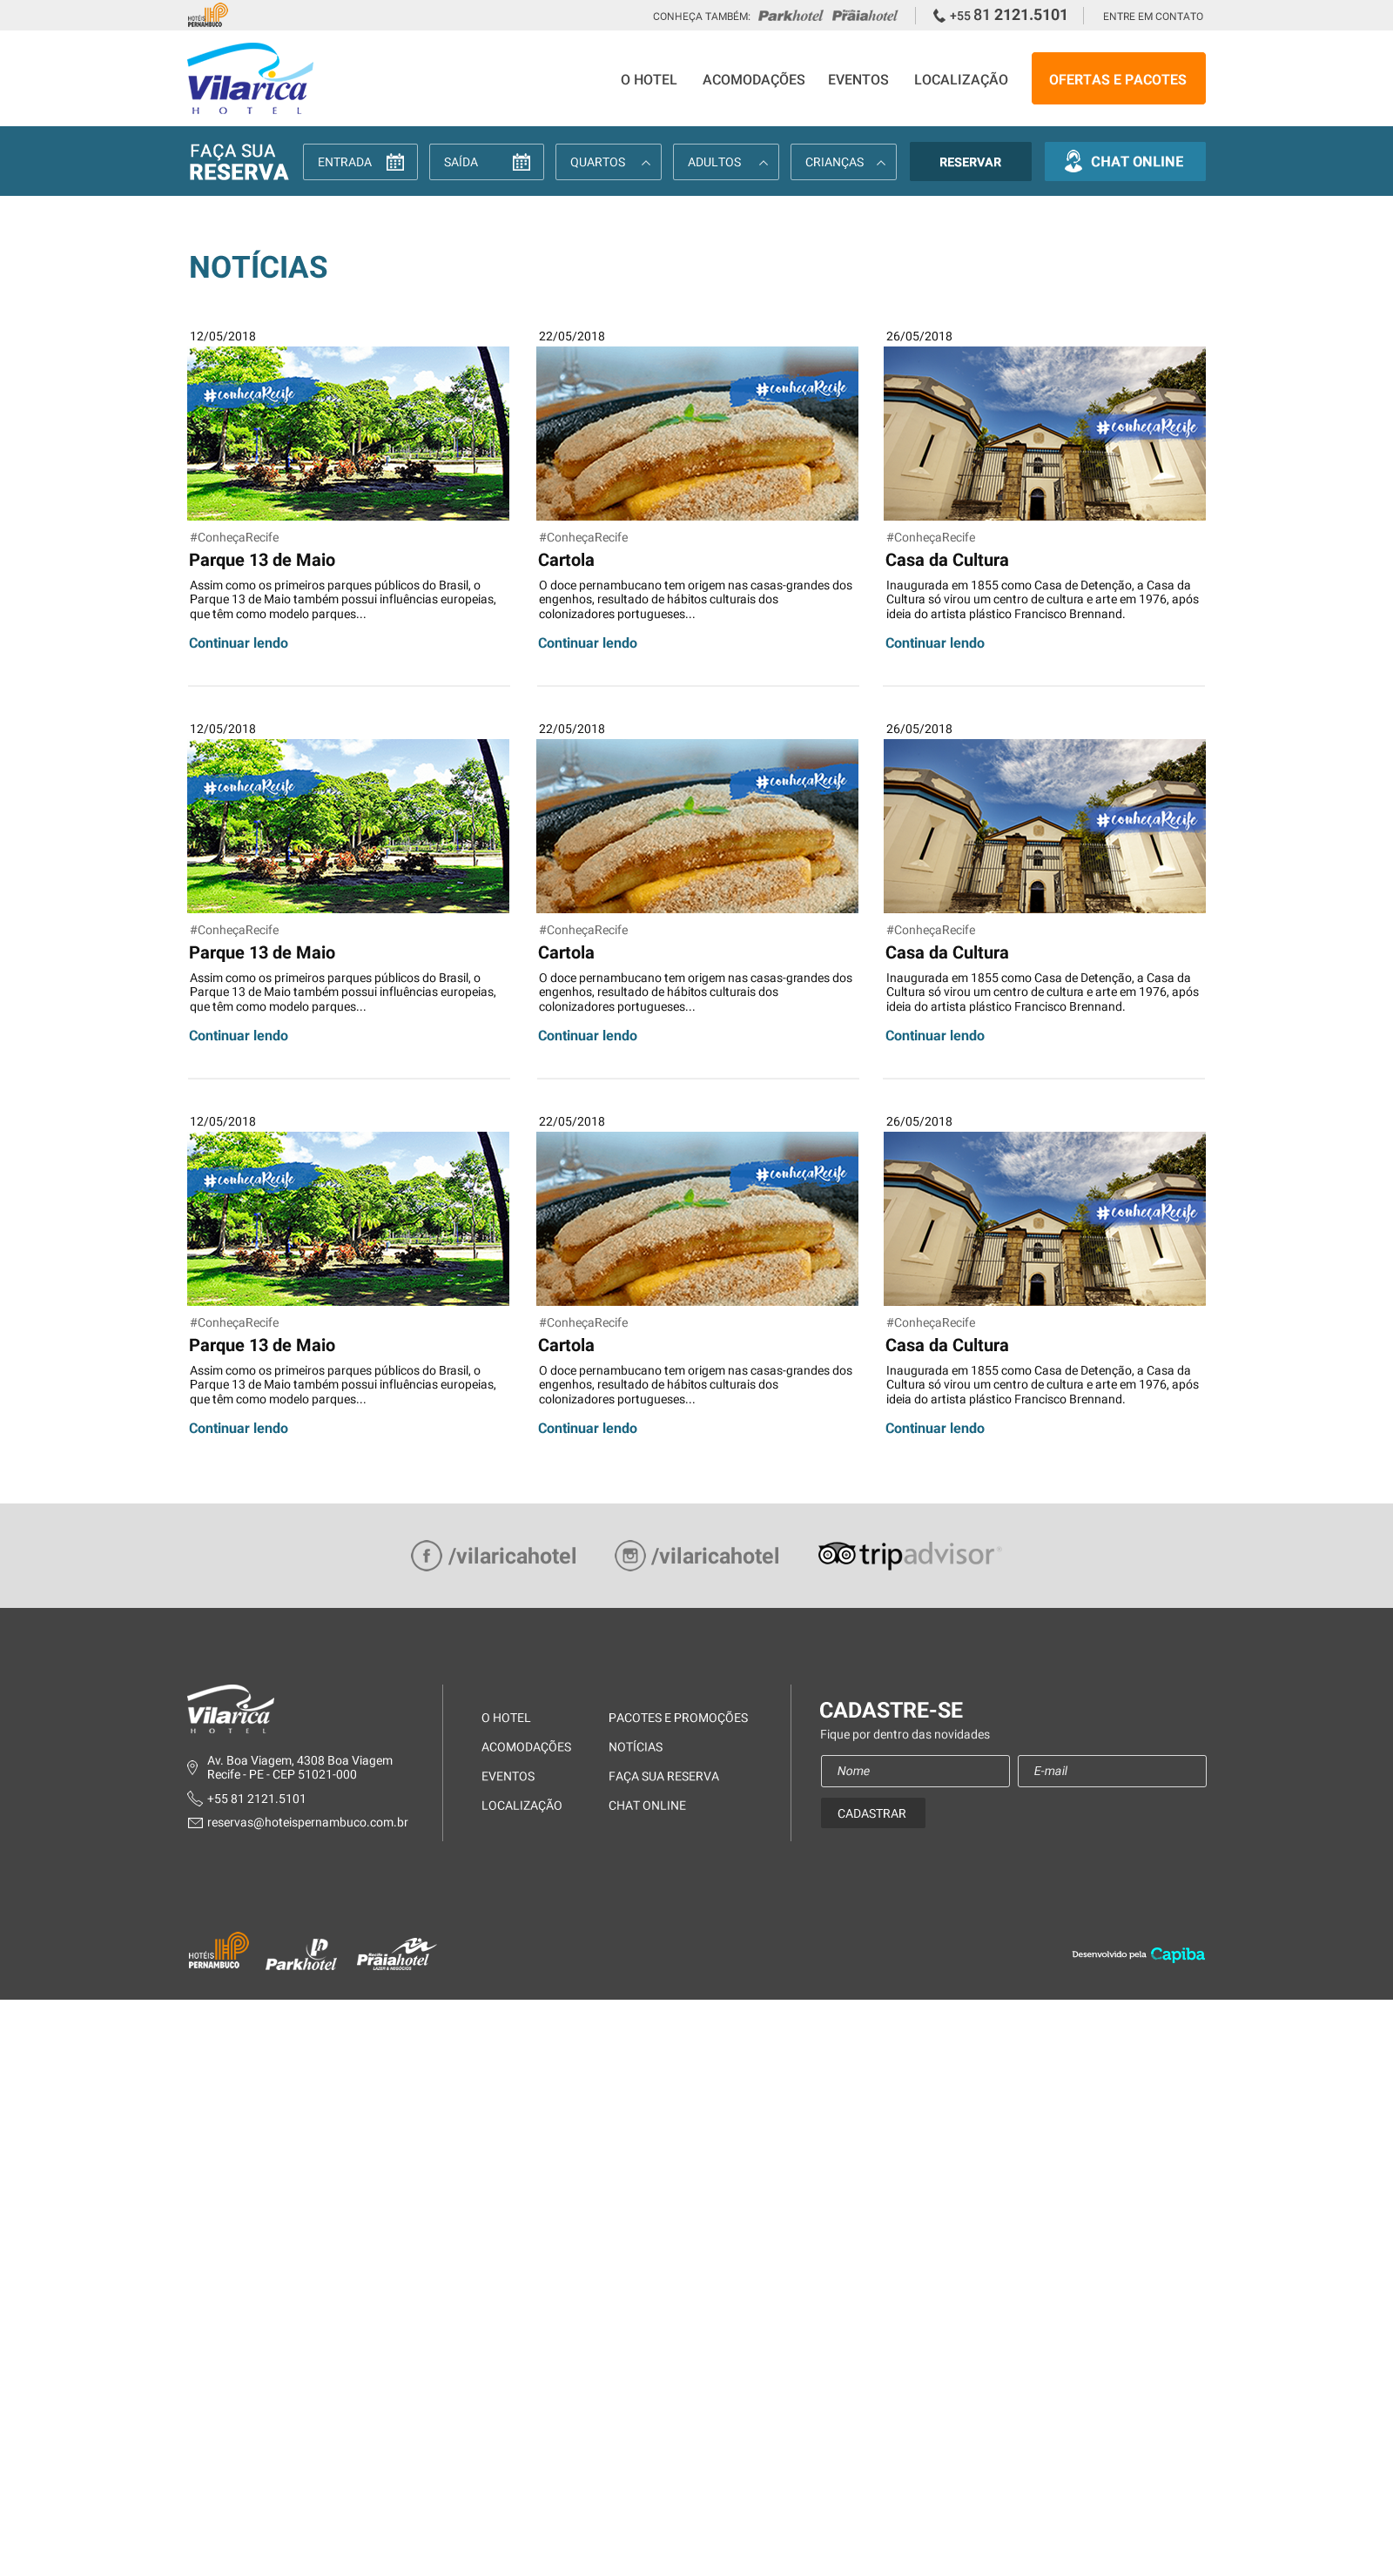 HOTÉIS
PERNAMBUCO
CONHEÇA TAMBÉM: Parkhotel Praiahotel
+55 81 2121.5101
ENTRE EM CONTATO
Vilarica
HOTEL
O HOTEL ACOMODAÇÕES EVENTOS LOCALIZAÇÃO OFERTAS E PACOTES
FAÇA SUA
RESERVA
ENTRADA SAÍDA QUARTOS ADULTOS CRIANÇAS RESERVAR CHAT ONLINE
NOTÍCIAS
12/05/2018
#conheçaRecife
#ConheçaRecife
Parque 13 de Maio
Assim como os primeiros parques públicos do Brasil, o
Parque 13 de Maio também possui influências europeias,
que têm como modelo parques...
Continuar lendo
22/05/2018
#conheçaRecife
#ConheçaRecife
Cartola
O doce pernambucano tem origem nas casas-grandes dos
engenhos, resultado de hábitos culturais dos
colonizadores portugueses...
Continuar lendo
26/05/2018
#conheçaRecife
#ConheçaRecife
Casa da Cultura
Inaugurada em 1855 como Casa de Detenção, a Casa da
Cultura só virou um centro de cultura e arte em 1976, após
ideia do artista plástico Francisco Brennand.
Continuar lendo
12/05/2018
#conheçaRecife
#ConheçaRecife
Parque 13 de Maio
Assim como os primeiros parques públicos do Brasil, o
Parque 13 de Maio também possui influências europeias,
que têm como modelo parques...
Continuar lendo
22/05/2018
#conheçaRecife
#ConheçaRecife
Cartola
O doce pernambucano tem origem nas casas-grandes dos
engenhos, resultado de hábitos culturais dos
colonizadores portugueses...
Continuar lendo
26/05/2018
#conheçaRecife
#ConheçaRecife
Casa da Cultura
Inaugurada em 1855 como Casa de Detenção, a Casa da
Cultura só virou um centro de cultura e arte em 1976, após
ideia do artista plástico Francisco Brennand.
Continuar lendo
12/05/2018
#conheçaRecife
#ConheçaRecife
Parque 13 de Maio
Assim como os primeiros parques públicos do Brasil, o
Parque 13 de Maio também possui influências europeias,
que têm como modelo parques...
Continuar lendo
22/05/2018
#conheçaRecife
#ConheçaRecife
Cartola
O doce pernambucano tem origem nas casas-grandes dos
engenhos, resultado de hábitos culturais dos
colonizadores portugueses...
Continuar lendo
26/05/2018
#conheçaRecife
#ConheçaRecife
Casa da Cultura
Inaugurada em 1855 como Casa de Detenção, a Casa da
Cultura só virou um centro de cultura e arte em 1976, após
ideia do artista plástico Francisco Brennand.
Continuar lendo
/vilaricahotel /vilaricahotel tripadvisor®
Vilarica
HOTEL
Av. Boa Viagem, 4308 Boa Viagem
Recife - PE - CEP 51021-000
+55 81 2121.5101
reservas@hoteispernambuco.com.br
O HOTEL
ACOMODAÇÕES
EVENTOS
LOCALIZAÇÃO
PACOTES E PROMOÇÕES
NOTÍCIAS
FAÇA SUA RESERVA
CHAT ONLINE
CADASTRE-SE
Fique por dentro das novidades
Nome E-mail
CADASTRAR
HOTÉIS
PERNAMBUCO
Parkhotel
Praiahotel
LAZER & NEGÓCIOS
Desenvolvido pela Capiba